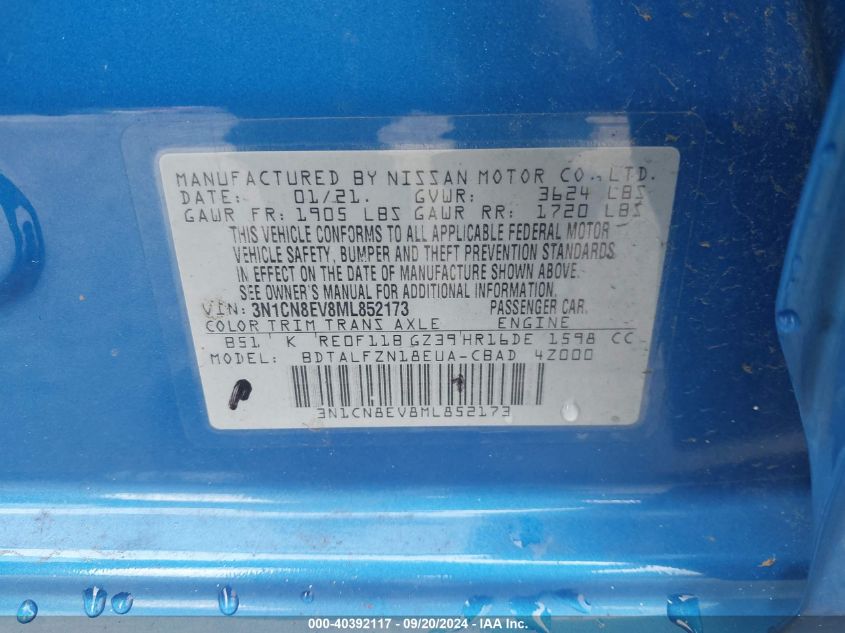 MANUFACTURED BY NISSAN MOTOR CO., LTD.
DATE: 01/21. GVWR: 3624 LBS
GAWR FR: 1905 LBS GAWR RR: 1720 LBS
THIS VEHICLE CONFORMS TO ALL APPLICABLE FEDERAL MOTOR
VEHICLE SAFETY, BUMPER AND THEFT PREVENTION STANDARDS
IN EFFECT ON THE DATE OF MANUFACTURE SHOWN ABOVE.
SEE OWNER'S MANUAL FOR ADDITIONAL INFORMATION.
VIN: 3N1CN8EV8ML852173 PASSENGER CAR.
COLOR TRIM TRANS AXLE ENGINE
B51 K RE0F11B GZ39 HR16DE 1598 CC
MODEL: BDTALFZN18EUA-CBAD 4Z000
3N1CN8EV8ML852173
000-40392117 - 09/20/2024 - IAA Inc.